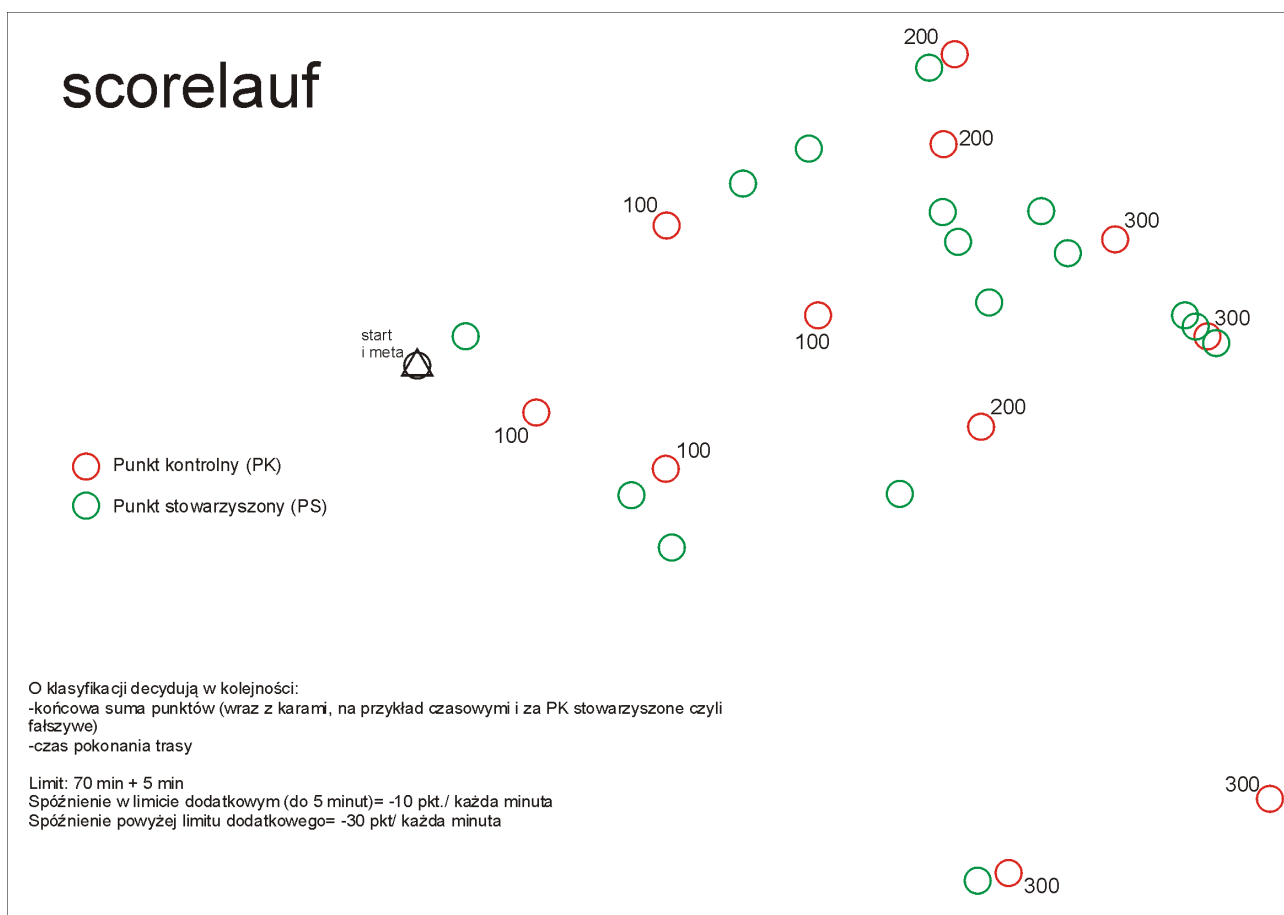 200
scorelauf
200
100
300
start
i meta
300
100
200
100
100
Punkt kontrolny (PK)
Punkt stowarzyszony (PS)
O klasyfikacji decydują w kolejności:
-końcowa suma punktów (wraz z karami, na przykład czasowymi i za PK stowarzyszone czyli
fałszywe)
-czas pokonania trasy
Limit: 70 min + 5 min
Spóźnienie w limicie dodatkowym (do 5 minut)= -10 pkt./ każda minuta
Spóźnienie powyżej limitu dodatkowego= -30 pkt/ każda minuta
300
300